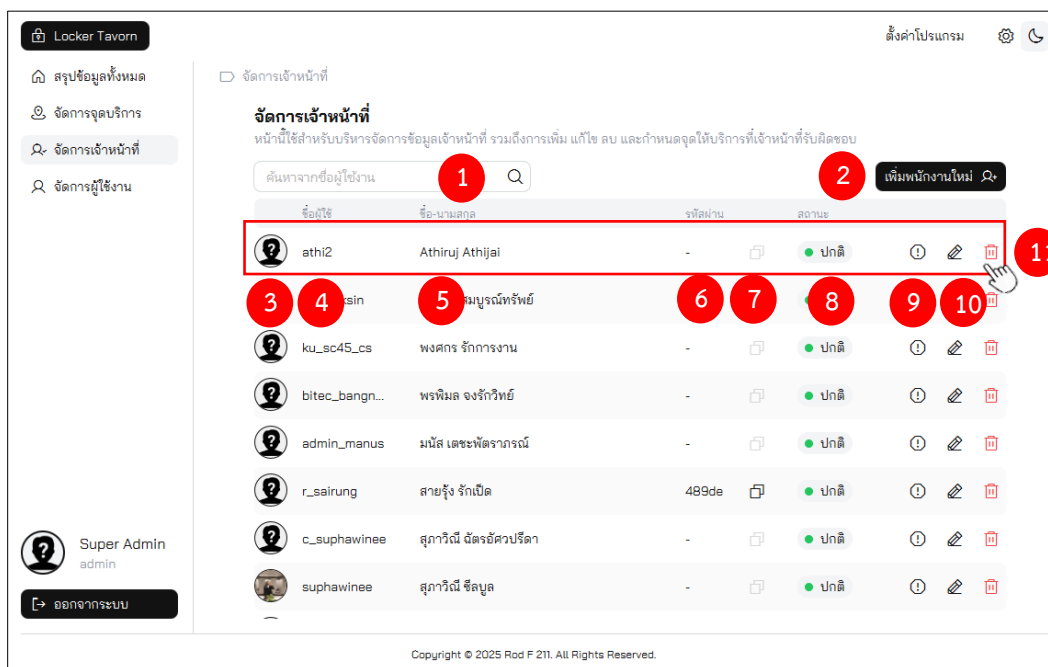 Locker Tavorn
ตั้งค่าโปรแกรม
สรุปข้อมูลทั้งหมด
จัดการจุดบริการ
จัดการเจ้าหน้าที่
จัดการผู้ใช้งาน
จัดการเจ้าหน้าที่
จัดการเจ้าหน้าที่
หน้านี้ใช้สำหรับบริหารจัดการข้อมูลเจ้าหน้าที่ รวมถึงการเพิ่ม แก้ไข ลบ และกำหนดจุดให้บริการที่เจ้าหน้าที่รับผิดชอบ
ค้นหาจากชื่อผู้ใช้งาน 1 2 เพิ่มพนักงานใหม่
ชื่อผู้ใช้ ชื่อ-นามสกุล รหัสผ่าน สถานะ
athi2 Athiruj Athijai - ปกติ 11
3 4 ksin 5 สมบูรณ์ทรัพย์ 6 7 8 9 10
ku_sc45_cs พงศกร รักการงาน - ปกติ
bitec_bangn... พรพิมล จงรักวิทย์ - ปกติ
admin_manus มนัส เตชะพัตราภรณ์ - ปกติ
r_sairung สายรุ้ง รักเป็ด 489de ปกติ
c_suphawinee สุภาวิณี ฉัตรอัศวปรีดา - ปกติ
suphawinee สุภาวิณี ซีลบูล - ปกติ
Super Admin
admin
ออกจากระบบ
Copyright © 2025 Rod F 211. All Rights Reserved.